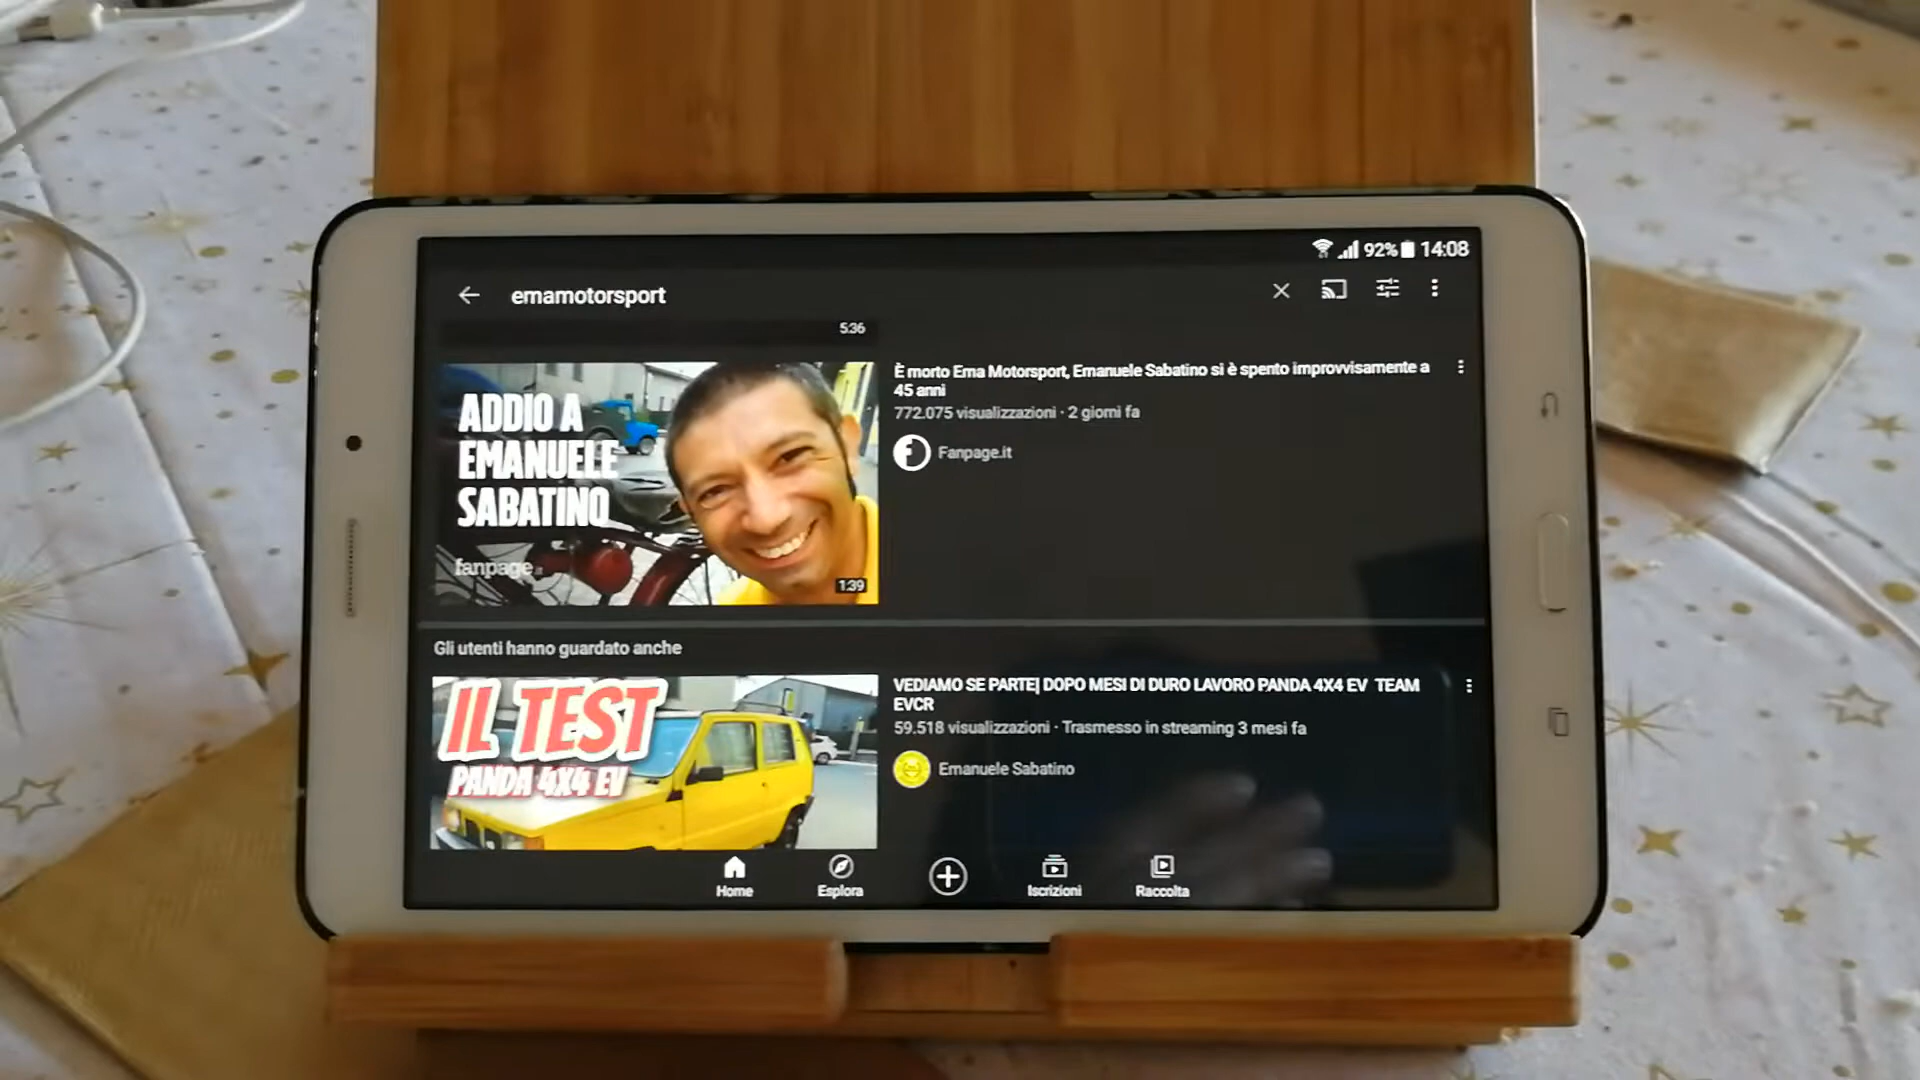 92% 14:08
emamotorsport
5:36
ADDIO A
EMANUELE
SABATINO
fanpage.it
1:39
È morto Ema Motorsport, Emanuele Sabatino si è spento improvvisamente a
45 anni
772.075 visualizzazioni · 2 giorni fa
Fanpage.it
Gli utenti hanno guardato anche
IL TEST
PANDA 4X4 EV
VEDIAMO SE PARTE| DOPO MESI DI DURO LAVORO PANDA 4X4 EV TEAM
EVCR
59.518 visualizzazioni · Trasmesso in streaming 3 mesi fa
Emanuele Sabatino
Home
Esplora
Iscrizioni
Raccolta